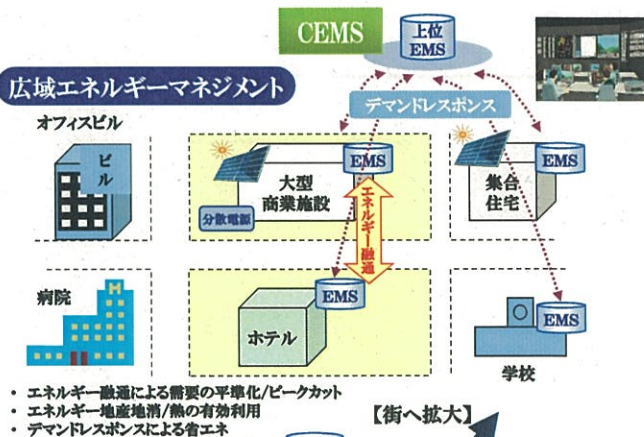 CEMS
上位
EMS
広域エネルギーマネジメント
デマンドレスポンス
オフィスビル
ビル
EMS
大型
商業施設
分散電源
エネルギー融通
EMS
集合
住宅
病院
H
EMS
ホテル
EMS
学校
・ エネルギー融通による需要の平準化/ピークカット
・ エネルギー地産地消/熱の有効利用
・ デマンドレスポンスによる省エネ
【街へ拡大】